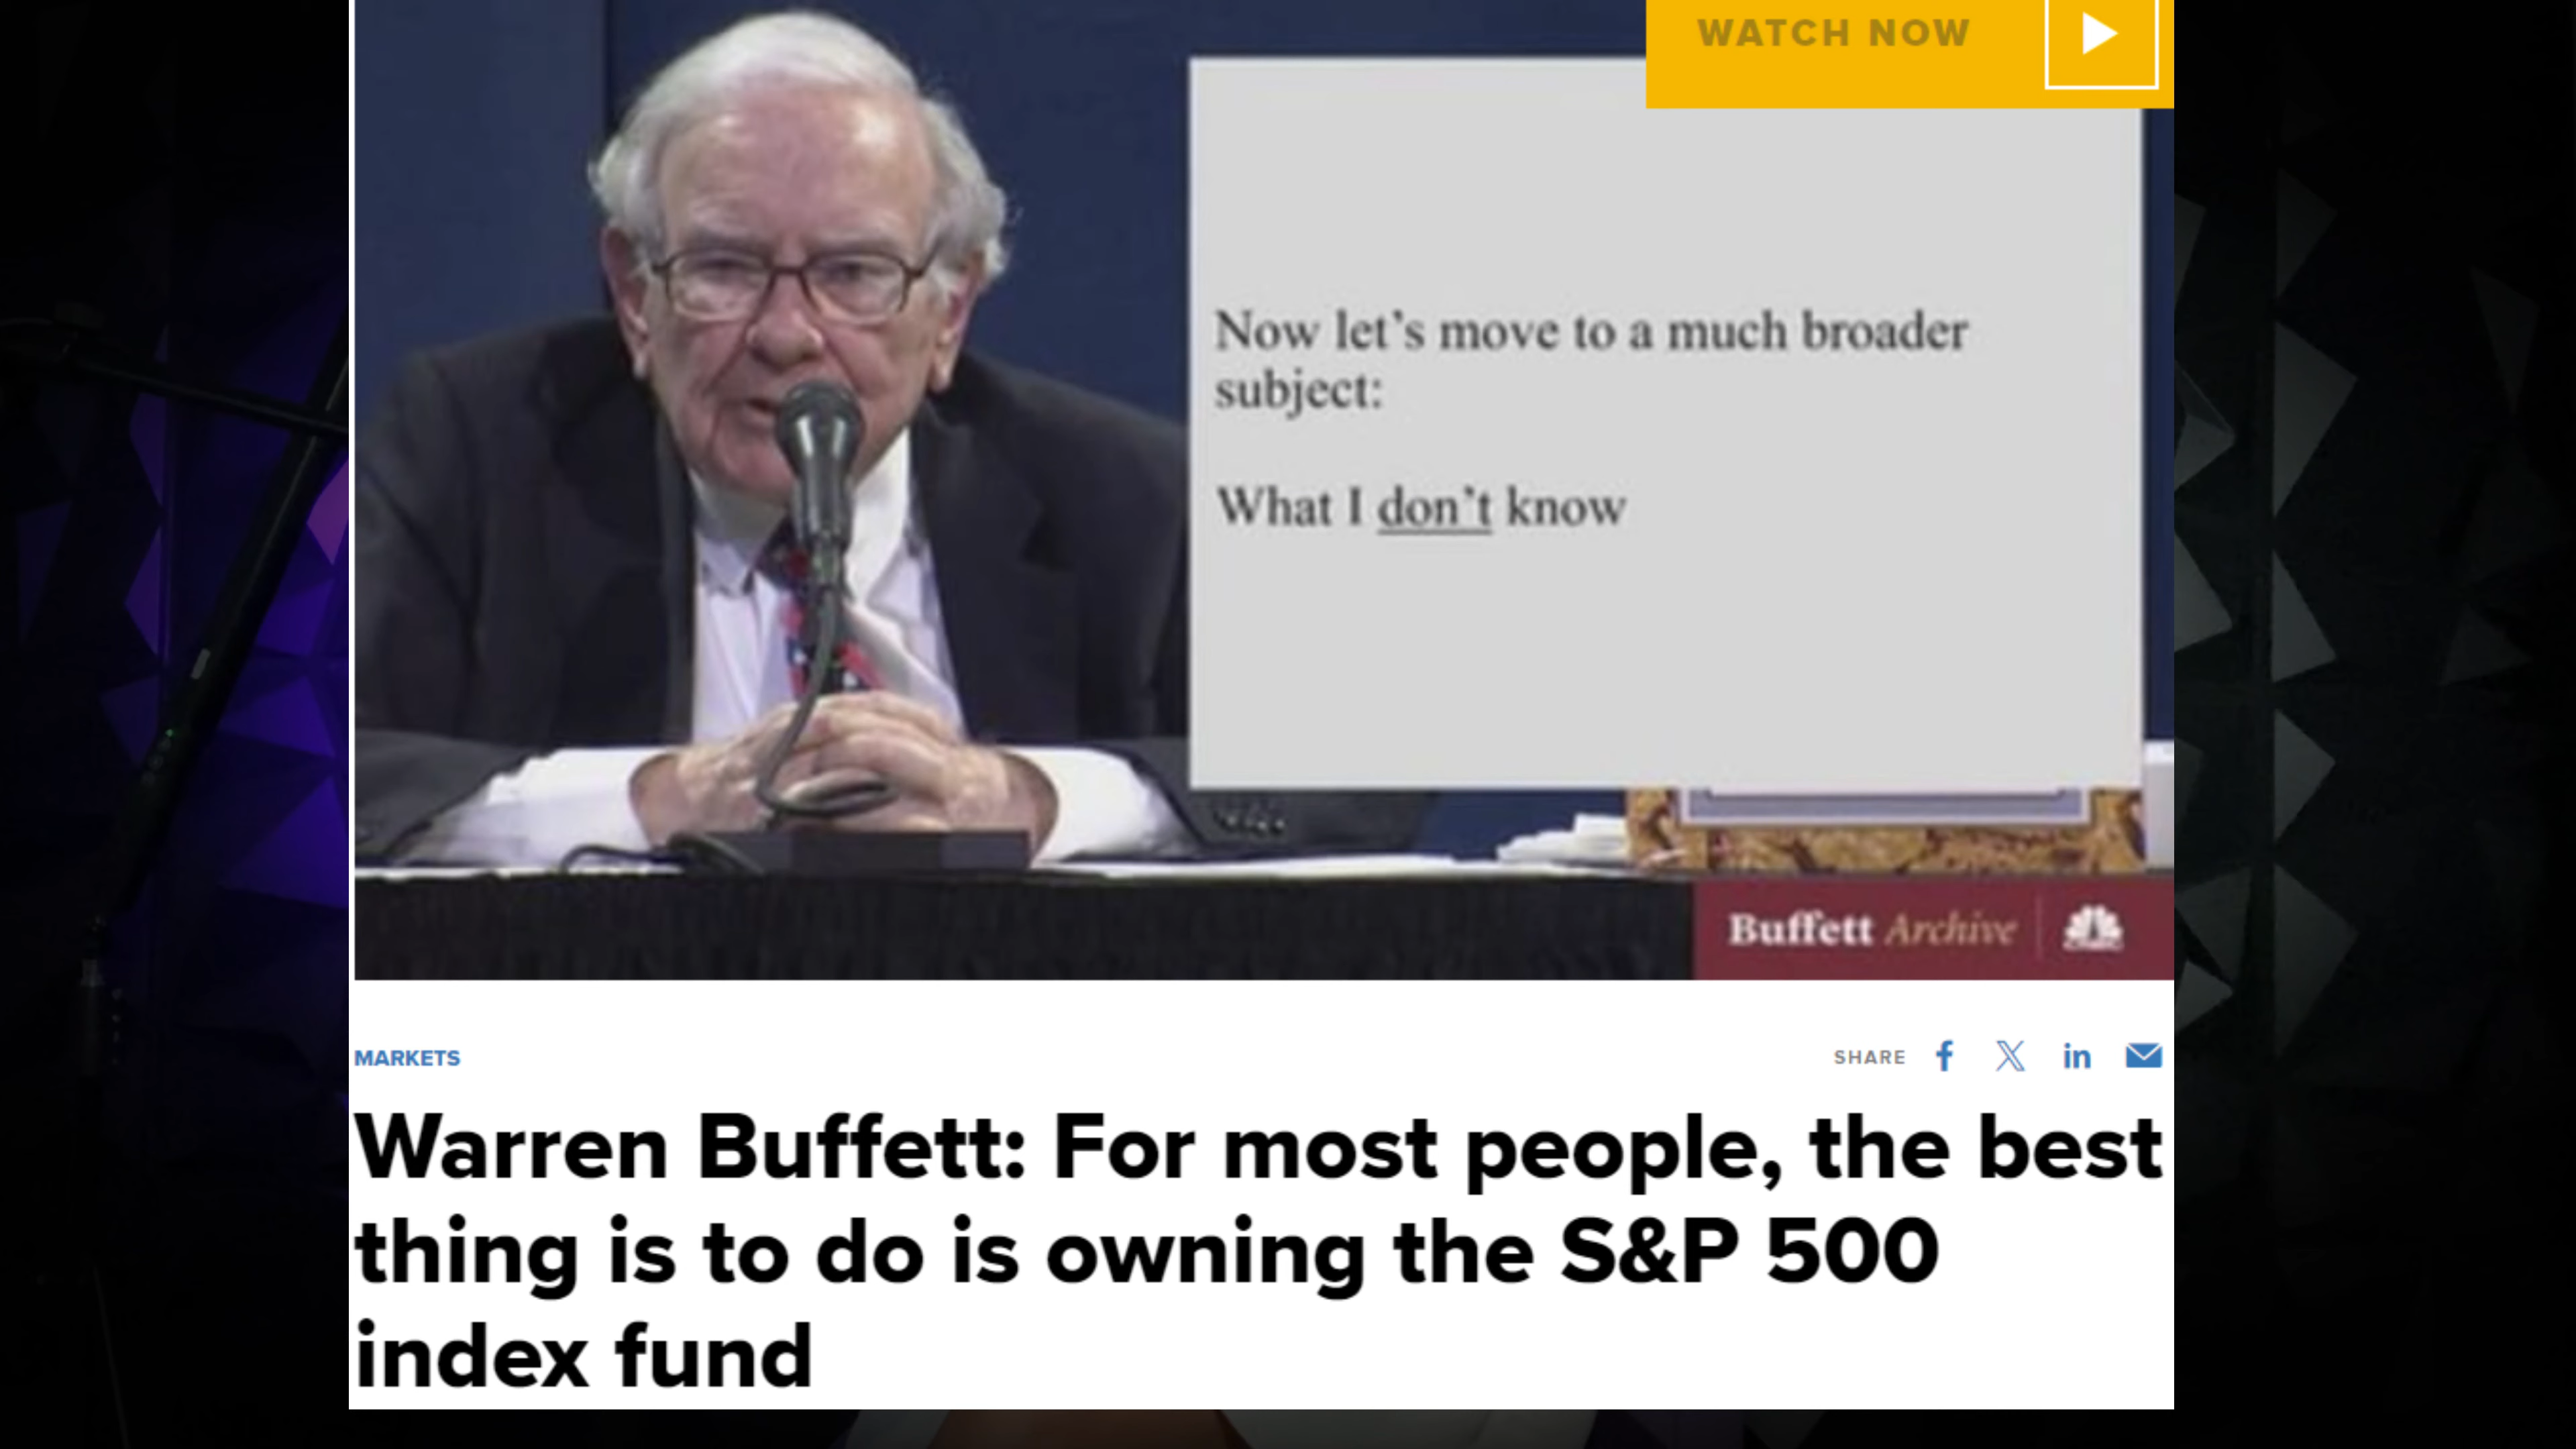 WATCH NOW
Now let's move to a much broader
subject:
What I don't know
Buffett Archive
MARKETS
SHARE
Warren Buffett: For most people, the best
thing is to do is owning the S&P 500
index fund